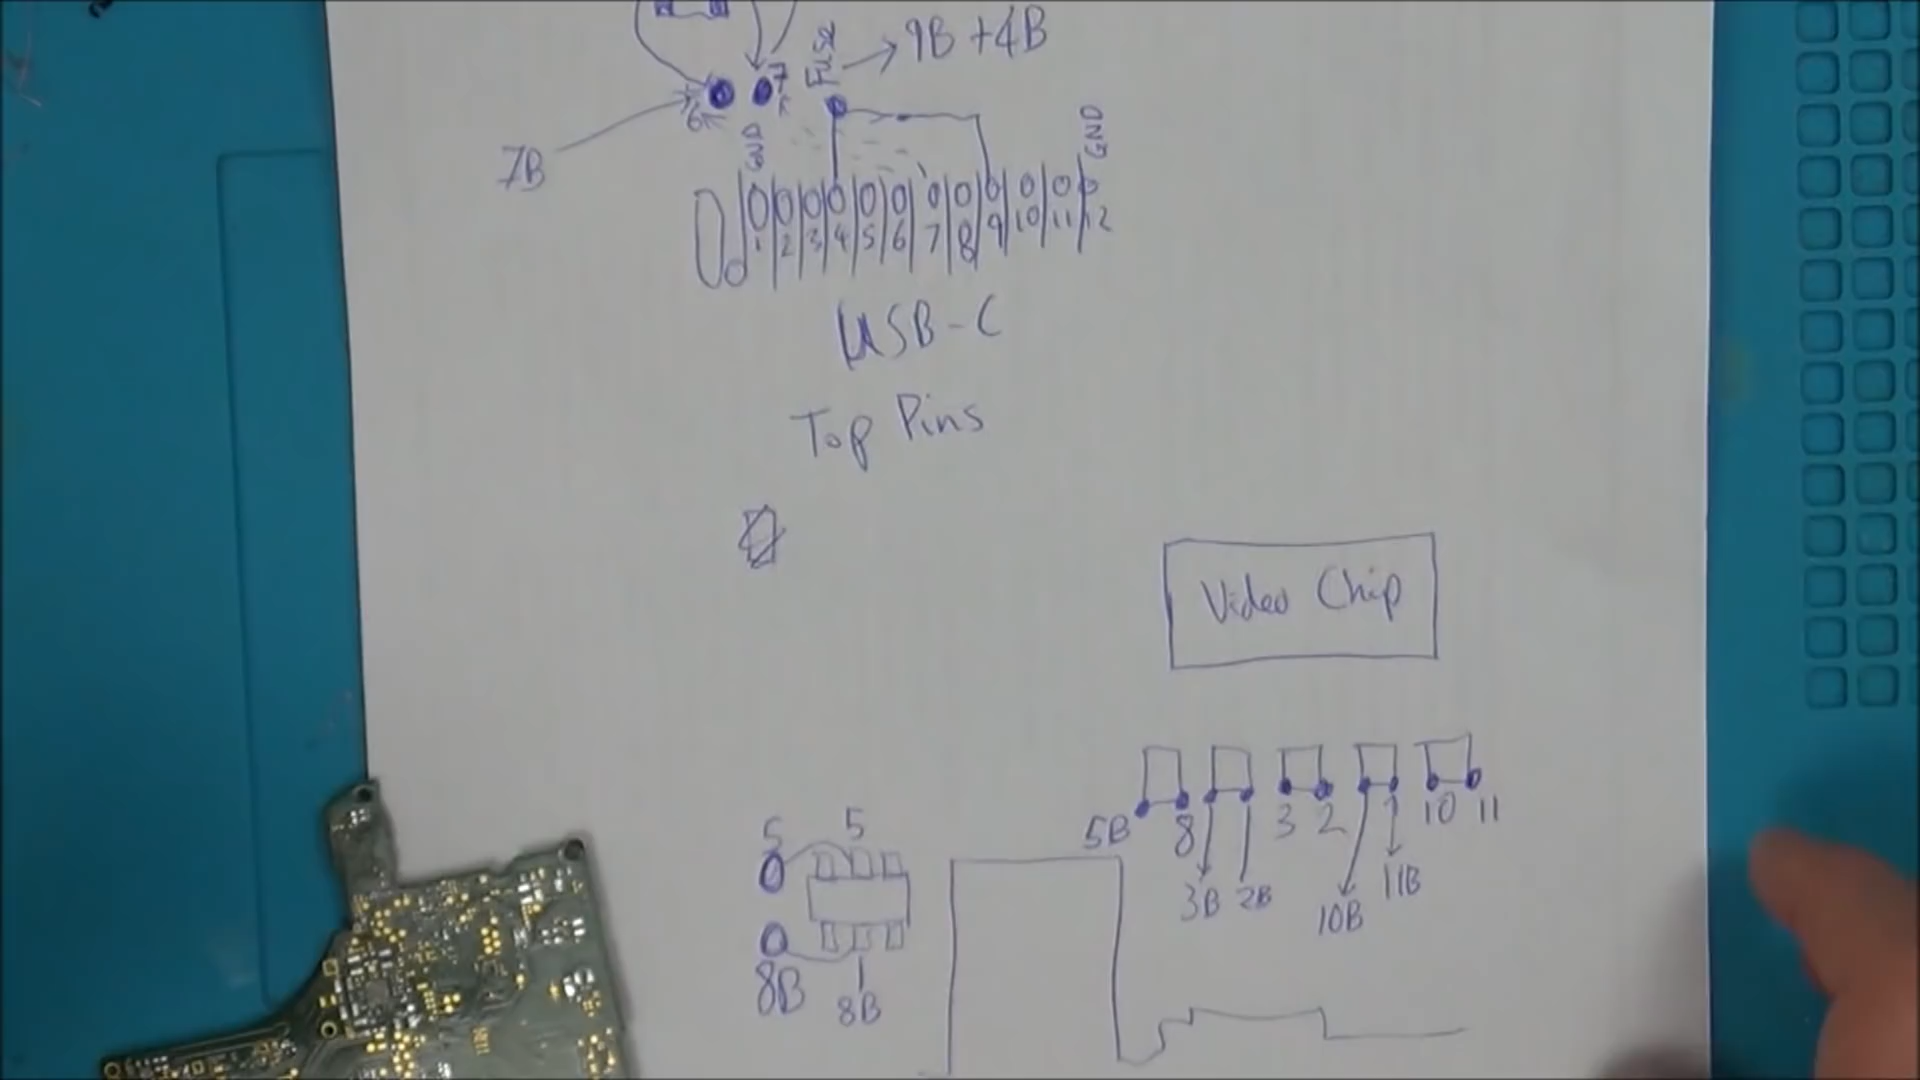 Fuse
9B + 4B
6
7
7B
GND
GND
1 2 3 4 5 6 7 8 9 10 11 12
USB-C
Top Pins
Video Chip
5B 8 3 2 10 11
3B 2B 10B 11B
5 5
8B 8B